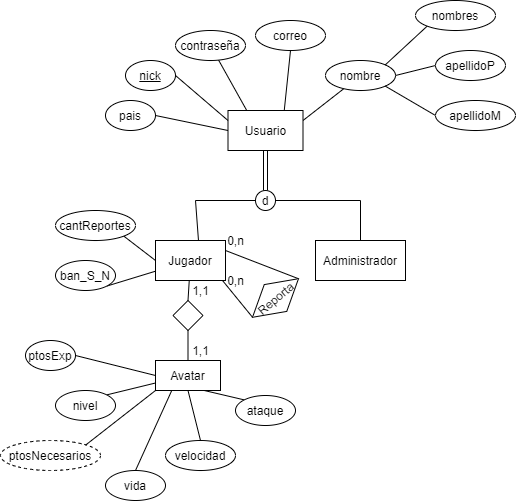 nombres
correo
contraseña
apellidoP
nick
nombre
pais
Usuario
apellidoM
d
cantReportes
0,n
Jugador
Administrador
ban_S_N
0,n
1,1
Reporta
1,1
ptosExp
Avatar
nivel
ataque
ptosNecesarios
velocidad
vida